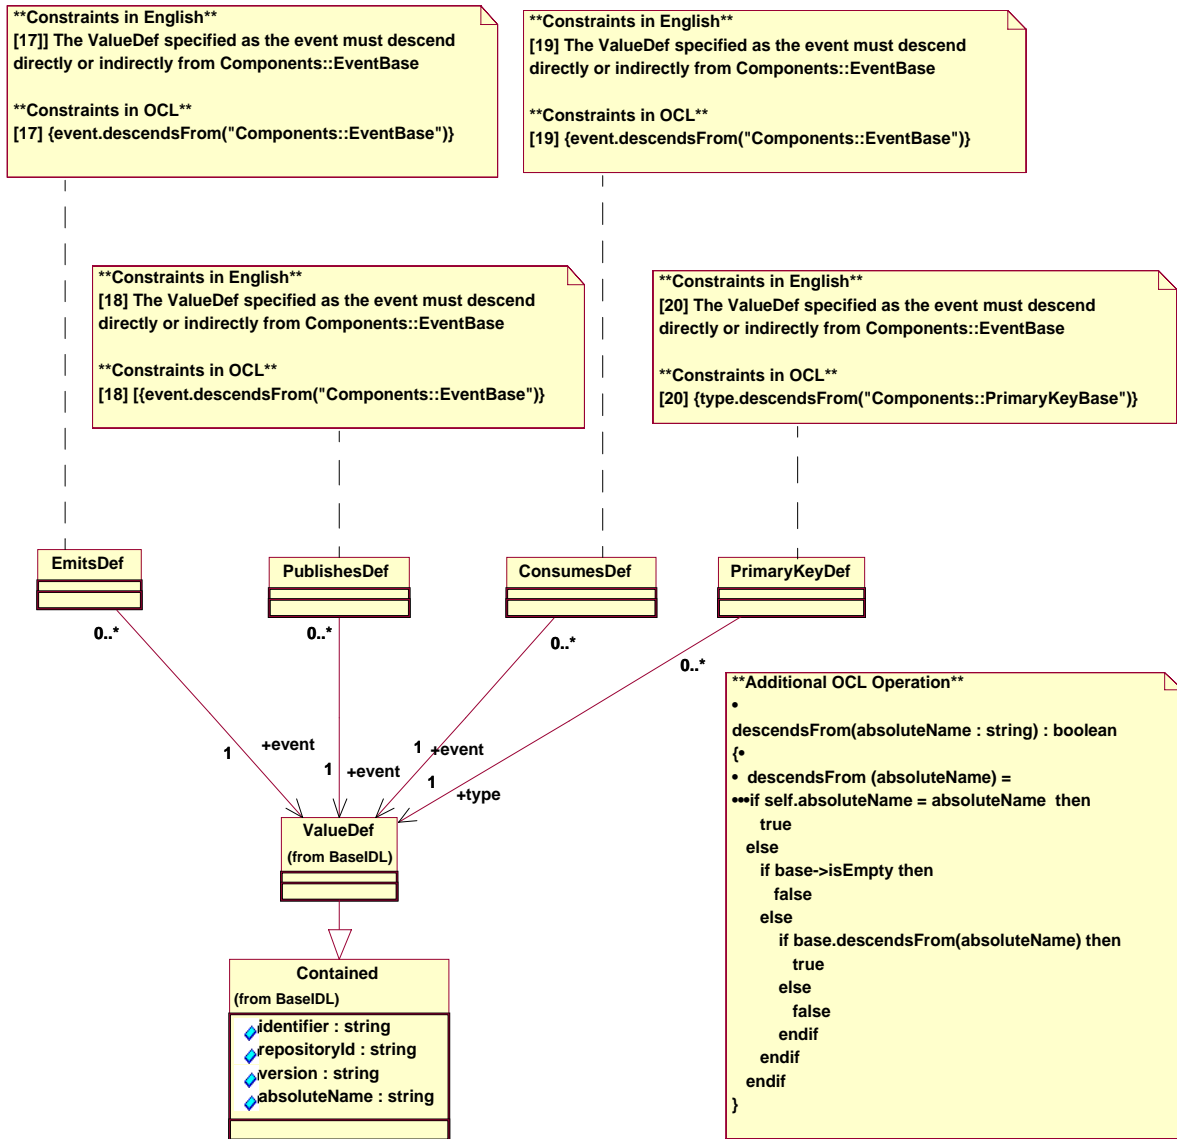 **Constraints in English**
[17]] The ValueDef specified as the event must descend
directly or indirectly from Components::EventBase
**Constraints in OCL**
[17] {event.descendsFrom("Components::EventBase")}
**Constraints in English**
[19] The ValueDef specified as the event must descend
directly or indirectly from Components::EventBase
**Constraints in OCL**
[19] {event.descendsFrom("Components::EventBase")}
**Constraints in English**
[18] The ValueDef specified as the event must descend
directly or indirectly from Components::EventBase
**Constraints in OCL**
[18] [{event.descendsFrom("Components::EventBase")}
**Constraints in English**
[20] The ValueDef specified as the event must descend
directly or indirectly from Components::EventBase
**Constraints in OCL**
[20] {type.descendsFrom("Components::PrimaryKeyBase")}
EmitsDef
PublishesDef
ConsumesDef
PrimaryKeyDef
0..*
0..*
0..*
0..*
1
+event
1
+event
1
+event
1
+type
ValueDef
(from BaseIDL)
Contained
(from BaseIDL)
identifier : string
repositoryId : string
version : string
absoluteName : string
**Additional OCL Operation**
•
descendsFrom(absoluteName : string) : boolean
{•
• descendsFrom (absoluteName) =
•••if self.absoluteName = absoluteName then
true
else
if base->isEmpty then
false
else
if base.descendsFrom(absoluteName) then
true
else
false
endif
endif
endif
}